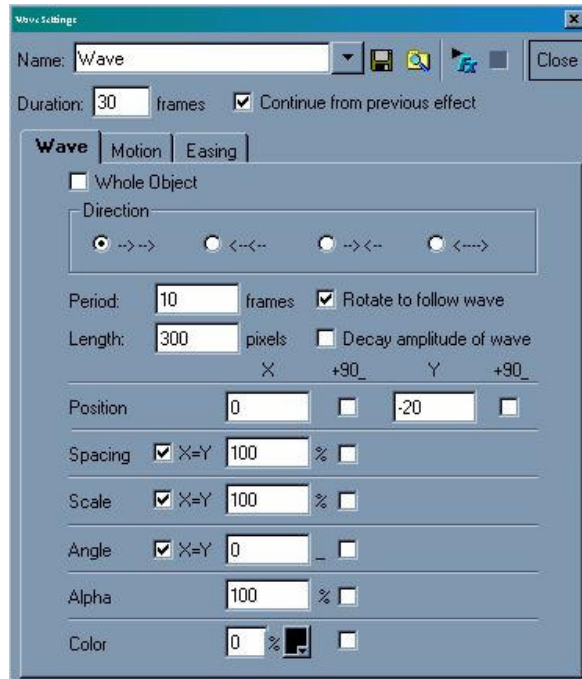 Wave Settings
Name: Wave Fx Close
Duration: 30 frames Continue from previous effect
Wave Motion Easing
Whole Object
Direction
-->--> <--<-- --><-- <---->
Period: 10 frames Rotate to follow wave
Length: 300 pixels Decay amplitude of wave
X +90_ Y +90_
Position 0 -20
Spacing X=Y 100 %
Scale X=Y 100 %
Angle X=Y 0 _
Alpha 100 %
Color 0 %